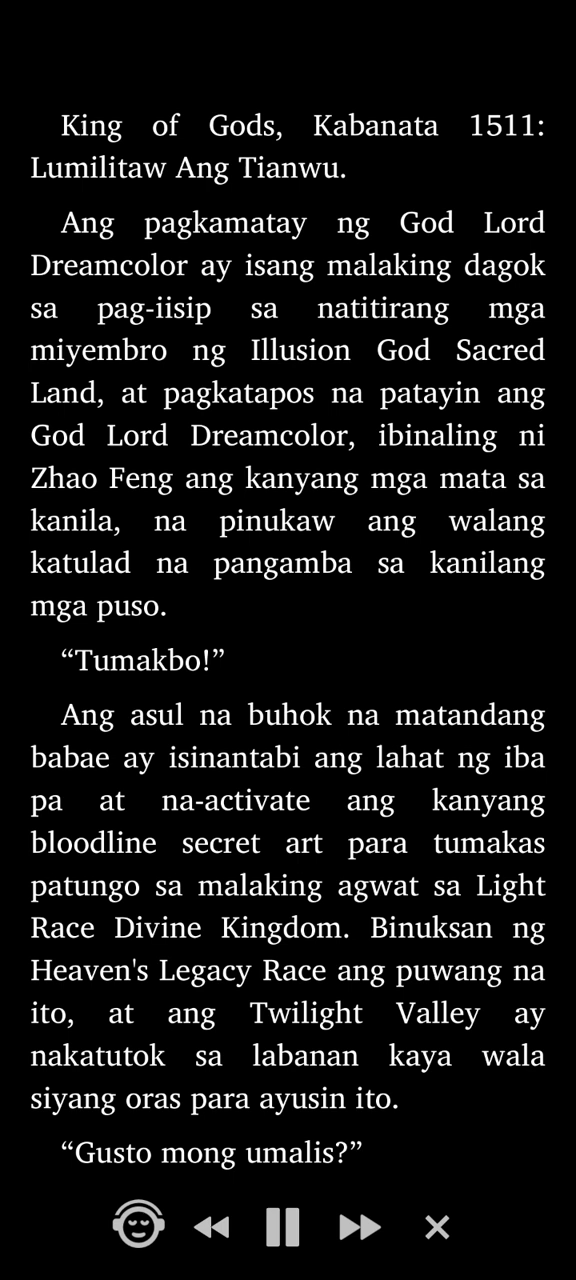 King of Gods, Kabanata 1511:
Lumilitaw Ang Tianwu.
Ang pagkamatay ng God Lord
Dreamcolor ay isang malaking dagok
sa pag-iisip sa natitirang mga
miyembro ng Illusion God Sacred
Land, at pagkatapos na patayin ang
God Lord Dreamcolor, ibinaling ni
Zhao Feng ang kanyang mga mata sa
kanila, na pinukaw ang walang
katulad na pangamba sa kanilang
mga puso.
“Tumakbo!”
Ang asul na buhok na matandang
babae ay isinantabi ang lahat ng iba
pa at na-activate ang kanyang
bloodline secret art para tumakas
patungo sa malaking agwat sa Light
Race Divine Kingdom. Binuksan ng
Heaven's Legacy Race ang puwang na
ito, at ang Twilight Valley ay
nakatutok sa labanan kaya wala
siyang oras para ayusin ito.
“Gusto mong umalis?”